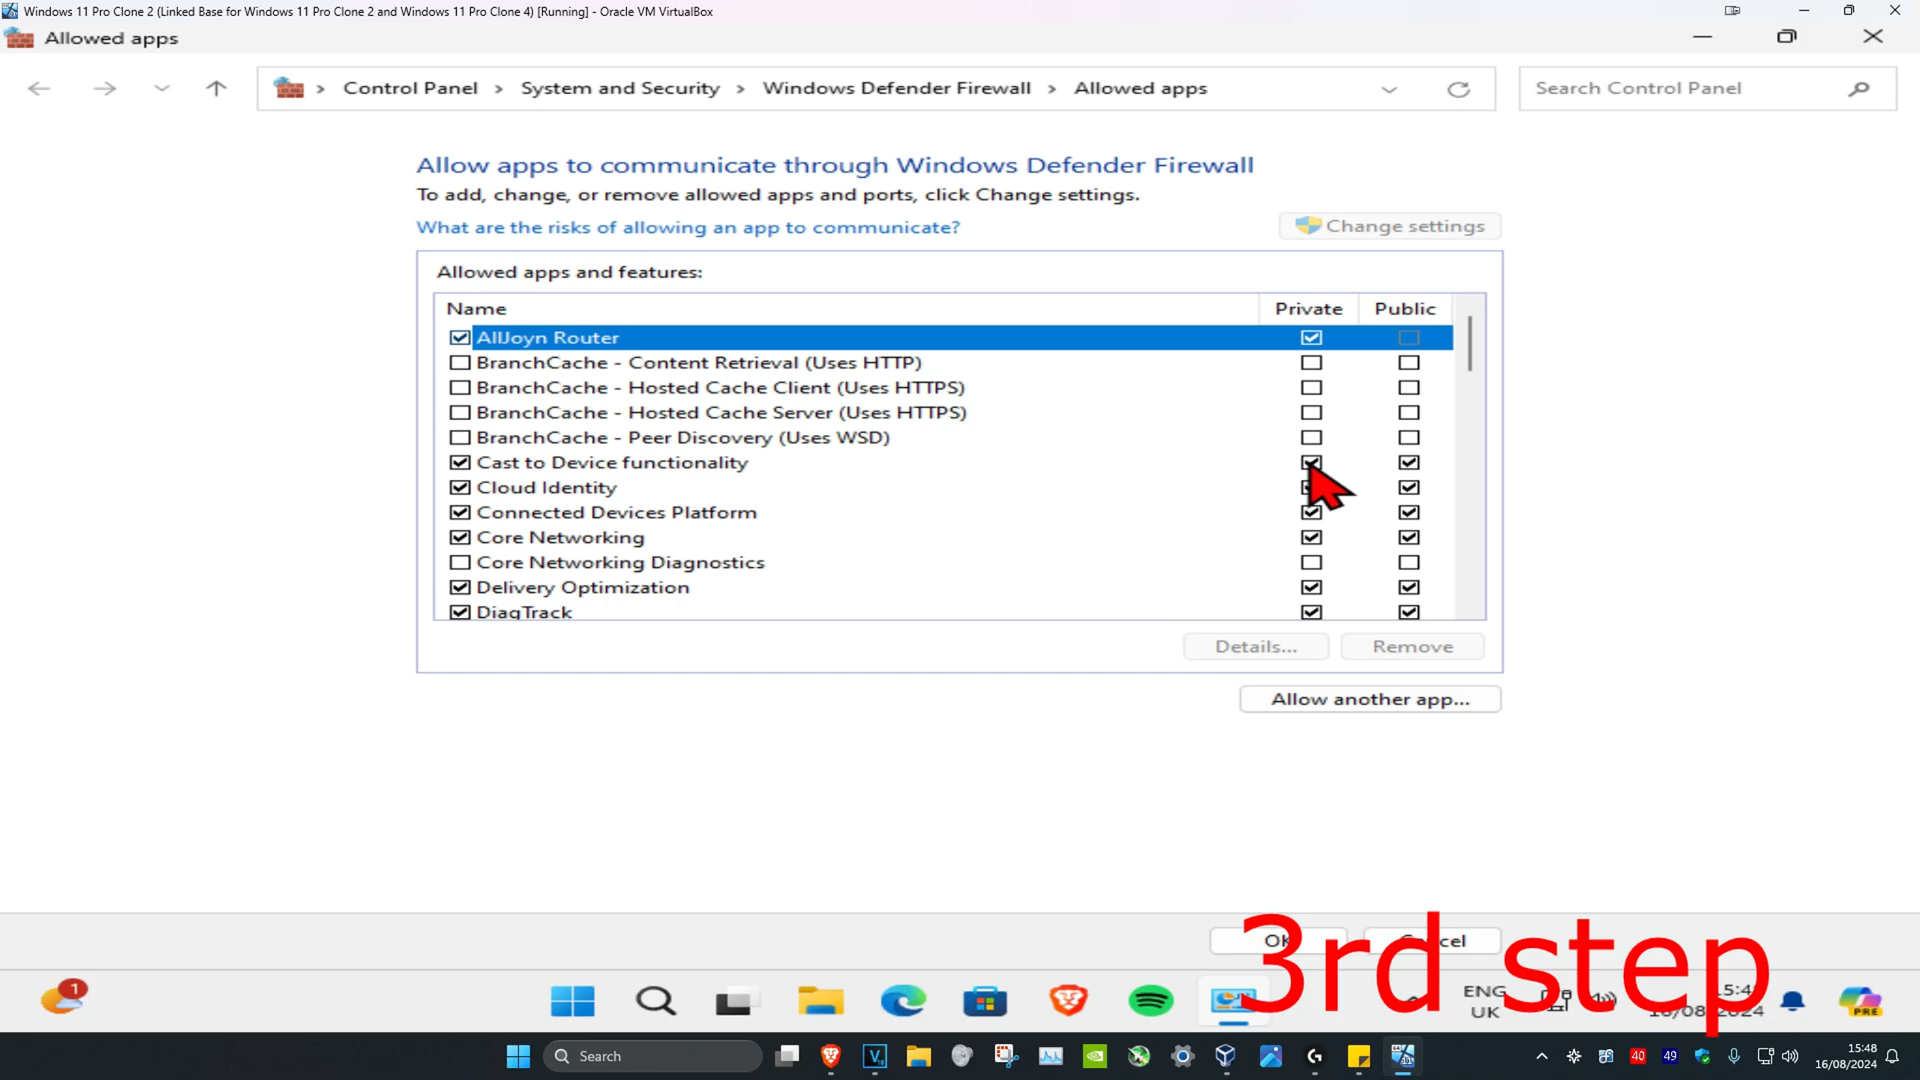 Windows 11 Pro Clone 2 (Linked Base for Windows 11 Pro Clone 2 and Windows 11 Pro Clone 4) [Running] - Oracle VM VirtualBox
Allowed apps
Control Panel > System and Security > Windows Defender Firewall > Allowed apps
Search Control Panel
Allow apps to communicate through Windows Defender Firewall
To add, change, or remove allowed apps and ports, click Change settings.
What are the risks of allowing an app to communicate?
Change settings
Allowed apps and features:
Name Private Public
AllJoyn Router
BranchCache - Content Retrieval (Uses HTTP)
BranchCache - Hosted Cache Client (Uses HTTPS)
BranchCache - Hosted Cache Server (Uses HTTPS)
BranchCache - Peer Discovery (Uses WSD)
Cast to Device functionality
Cloud Identity
Connected Devices Platform
Core Networking
Core Networking Diagnostics
Delivery Optimization
DiagTrack
Details... Remove
Allow another app...
3rd step
1
ENG
UK
PRE
Search
40
49
15:48
16/08/2024